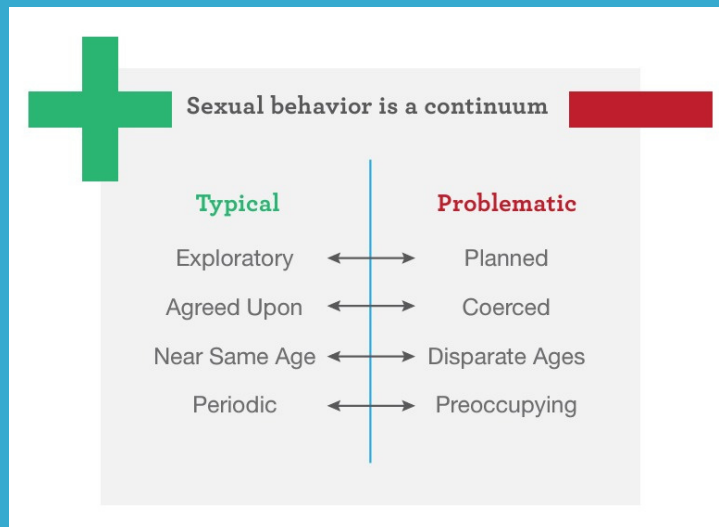 Sexual behavior is a continuum
Typical Problematic
Exploratory Planned
Agreed Upon Coerced
Near Same Age Disparate Ages
Periodic Preoccupying